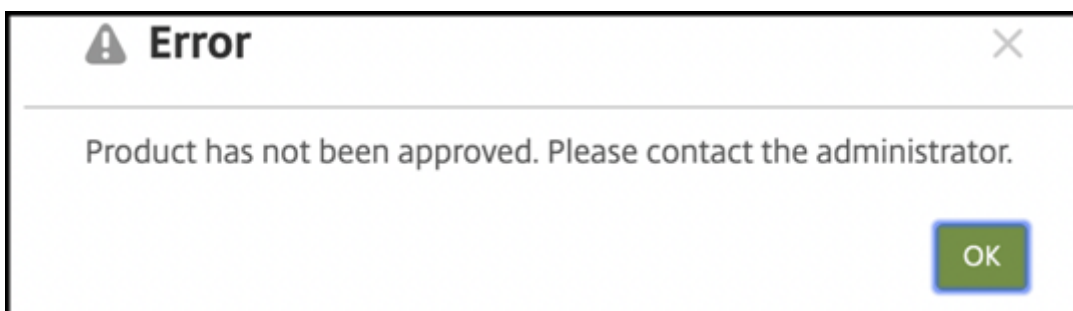 Error
Product has not been approved. Please contact the administrator.
OK